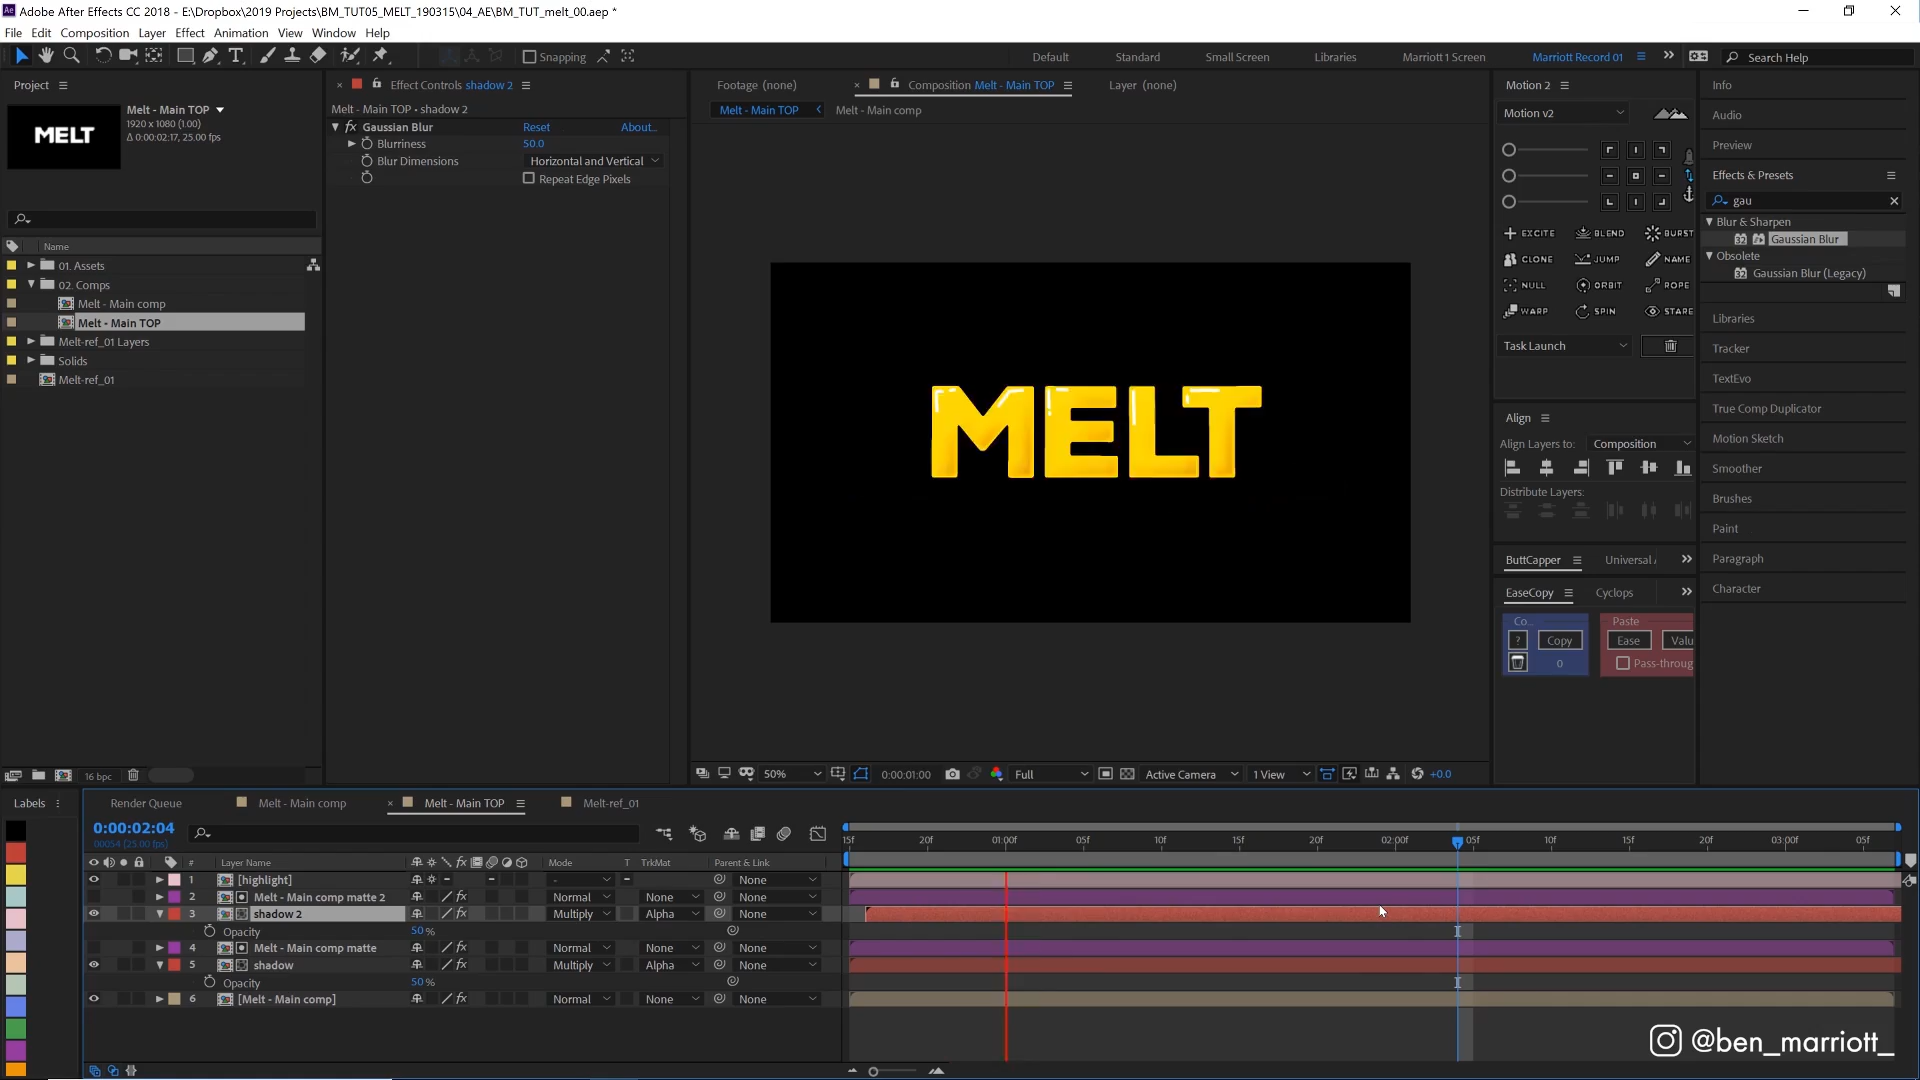 Adobe After Effects CC 2018 - E:\Dropbox\2019 Projects\BM_TUT05_MELT_190315\04_AE\BM_TUT_melt_00.aep *
File Edit Composition Layer Effect Animation View Window Help
Snapping
Default Standard Small Screen Libraries Marriott 1 Screen Marriott Record 01 Search Help
Project
Melt - Main TOP
1920 x 1080 (1.00)
Δ 0:00:02:17, 25.00 fps
MELT
Name
01. Assets
02. Comps
Melt - Main comp
Melt - Main TOP
Melt-ref_01 Layers
Solids
Melt-ref_01
16 bpc
Effect Controls shadow 2
Melt - Main TOP • shadow 2
fx Gaussian Blur Reset About...
Blurriness 50.0
Blur Dimensions Horizontal and Vertical
Repeat Edge Pixels
Footage (none) Composition Melt - Main TOP Layer (none)
Melt - Main TOP Melt - Main comp
MELT
50% 0:00:01:00 Full Active Camera 1 View +0.0
Motion 2
Motion v2
EXCITE BLEND BURST
CLONE JUMP NAME
NULL ORBIT ROPE
WARP SPIN STARE
Task Launch
Align
Align Layers to: Composition
Distribute Layers:
ButtCapper Universal
EaseCopy Cyclops
Co... Paste
? Copy Ease Valu
0 Pass-throug
Info
Audio
Preview
Effects & Presets
gau
Blur & Sharpen
32 Gaussian Blur
Obsolete
32 Gaussian Blur (Legacy)
Libraries
Tracker
TextEvo
True Comp Duplicator
Motion Sketch
Smoother
Brushes
Paint
Paragraph
Character
Labels Render Queue Melt - Main comp Melt - Main TOP Melt-ref_01
0:00:02:04
00054 (25.00 fps)
15f 20f 01:00f 05f 10f 15f 20f 02:00f 05f 10f 15f 20f 03:00f 05f
# Layer Name fx Mode T TrkMat Parent & Link
1 [highlight] - None
2 Melt - Main comp matte 2 fx Normal None None
3 shadow 2 fx Multiply Alpha None
Opacity 50 %
4 Melt - Main comp matte fx Normal None None
5 shadow fx Multiply Alpha None
Opacity 50 %
6 [Melt - Main comp] fx Normal None None
@ben_marriott_